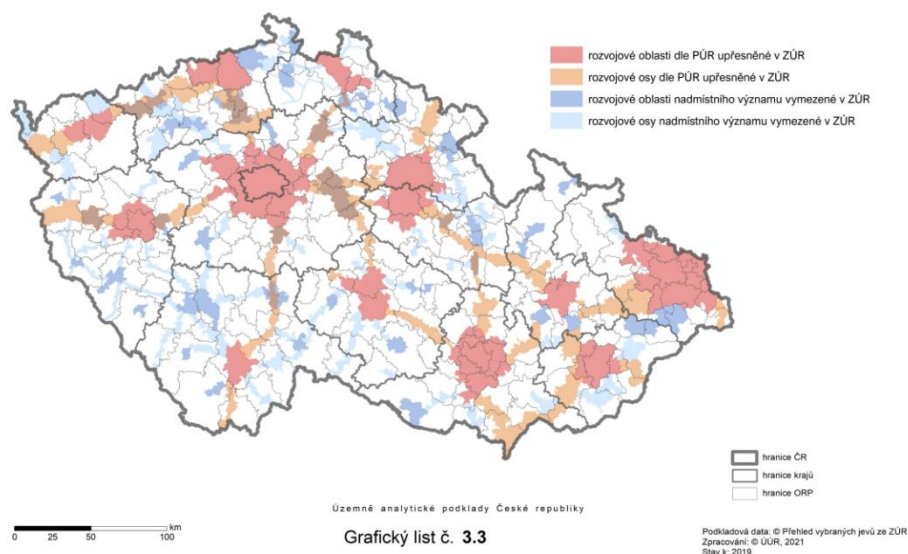 rozvojové oblasti dle PÚR upřesněné v ZÚR
rozvojové osy dle PÚR upřesněné v ZÚR
rozvojové oblasti nadmístního významu vymezené v ZÚR
rozvojové osy nadmístního významu vymezené v ZÚR
hranice ČR
hranice krajů
hranice ORP
Územně analytické podklady České republiky
km
0 25 50 100
Grafický list č. 3.3
Podkladová data: © Přehled vybraných jevů ze ZÚR
Zpracování: © ÚÚR, 2021
Stav k: 2019